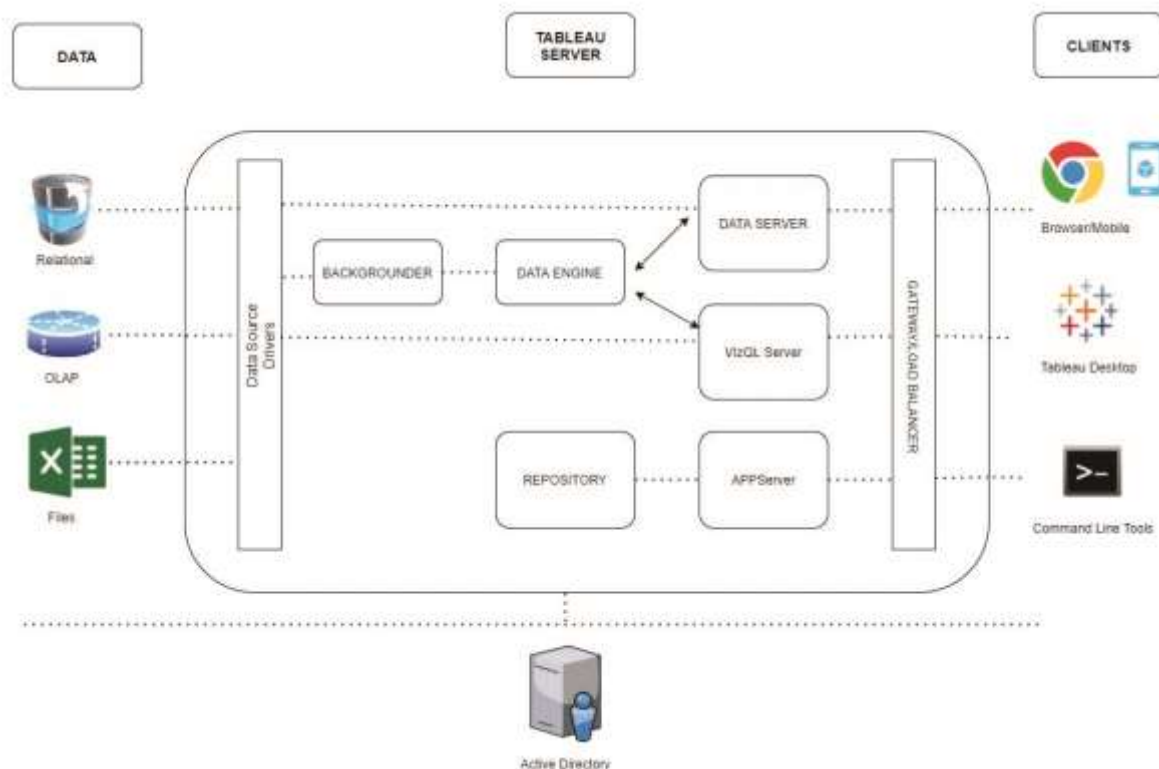 DATA
TABLEAU
SERVER
CLIENTS
Relational
OLAP
Files
Data Source
Drivers
BACKGROUNDER
DATA ENGINE
DATA SERVER
VizQL Server
REPOSITORY
APPServer
GATEWAY/LOAD BALANCER
Browser/Mobile
Tableau Desktop
>-
Command Line Tools
Active Directory